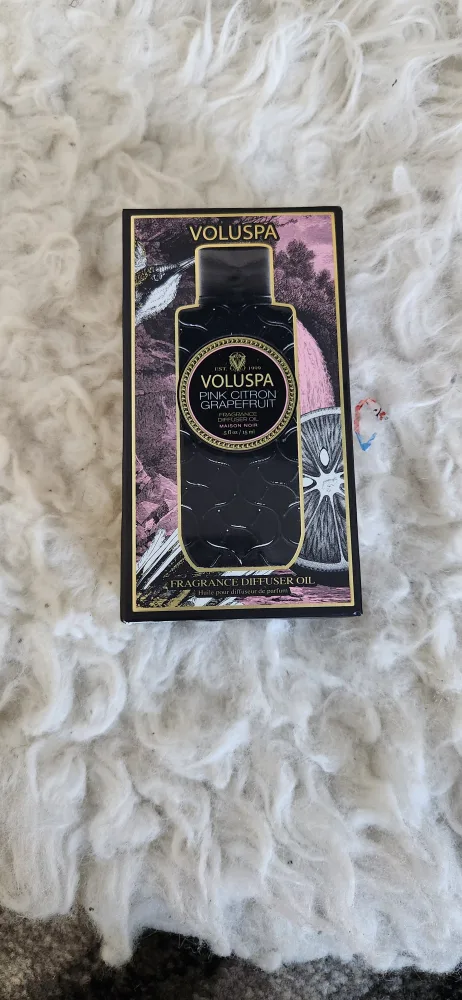 VOLUSPA
EST. 1999
VOLUSPA
PINK CITRON
GRAPEFRUIT
FRAGRANCE
DIFFUSER OIL
MAISON NOIR
.5 fl oz / 15 ml
FRAGRANCE DIFFUSER OIL
Huile pour diffuseur de parfum